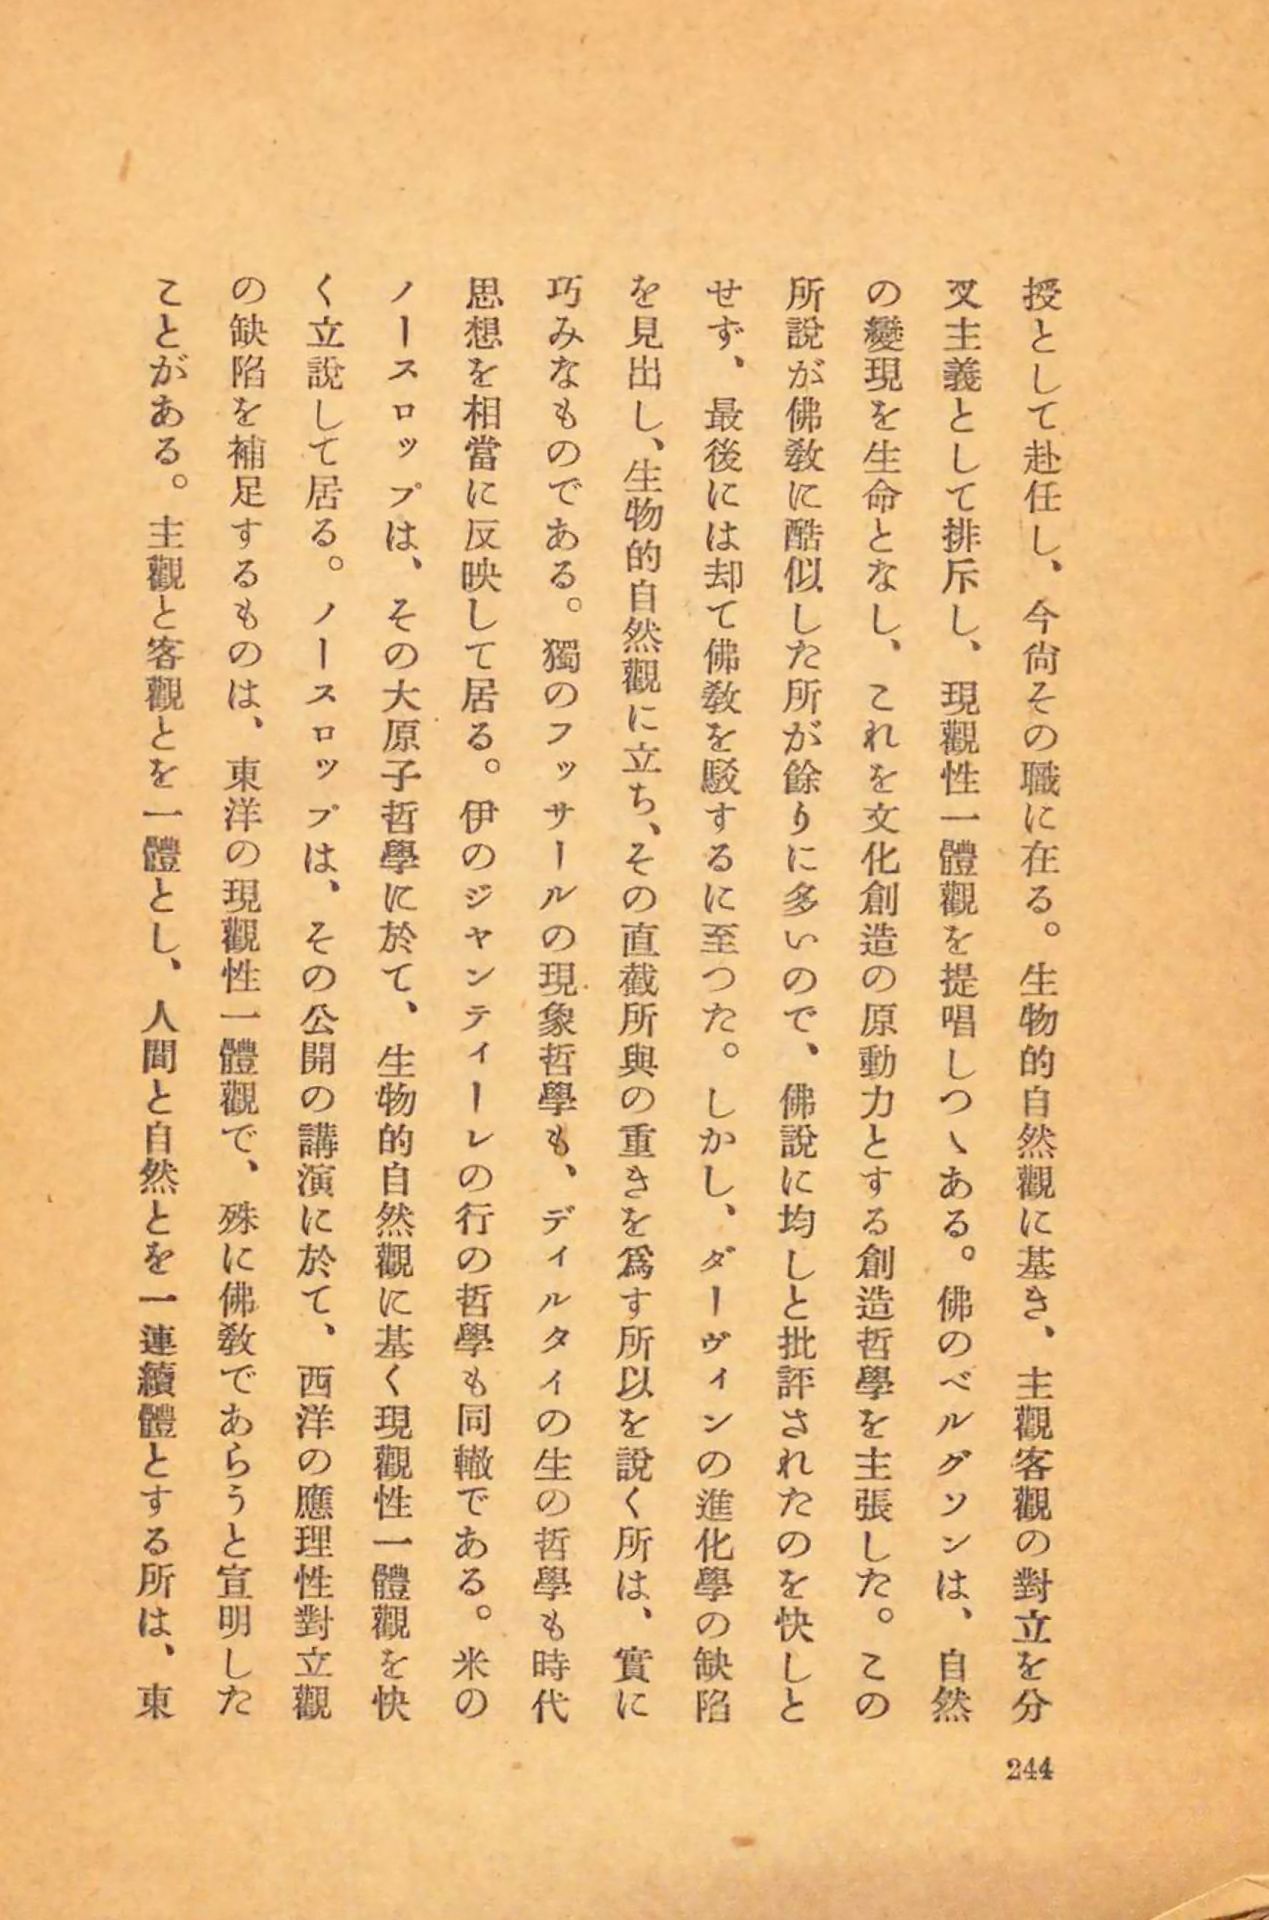 授として赴任し、今尙その職に在る。生物的自然觀に基き、主觀客觀の對立を分
叉主義として排斥し、現觀性一體觀を提唱しつゝある。佛のベルグソンは、自然
の變現を生命となし、これを文化創造の原動力とする創造哲學を主張した。この
所說が佛敎に酷似した所が餘りに多いので、佛說に均しと批評されたのを快しと
せず、最後には却て佛敎を駁するに至つた。しかし、ダーヴィンの進化學の缺陷
を見出し、生物的自然觀に立ち、その直截所與の重きを爲す所以を說く所は、實に
巧みなものである。獨のフッサールの現象哲學も、ディルタイの生の哲學も時代
思想を相當に反映して居る。伊のジャンティーレの行の哲學も同轍である。米の
ノースロップは、その大原子哲學に於て、生物的自然觀に基く現觀性一體觀を快
く立說して居る。ノースロップは、その公開の講演に於て、西洋の應理性對立觀
の缺陷を補足するものは、東洋の現觀性一體觀で、殊に佛敎であらうと宣明した
ことがある。主觀と客觀とを一體とし、人間と自然とを一連續體とする所は、東
244